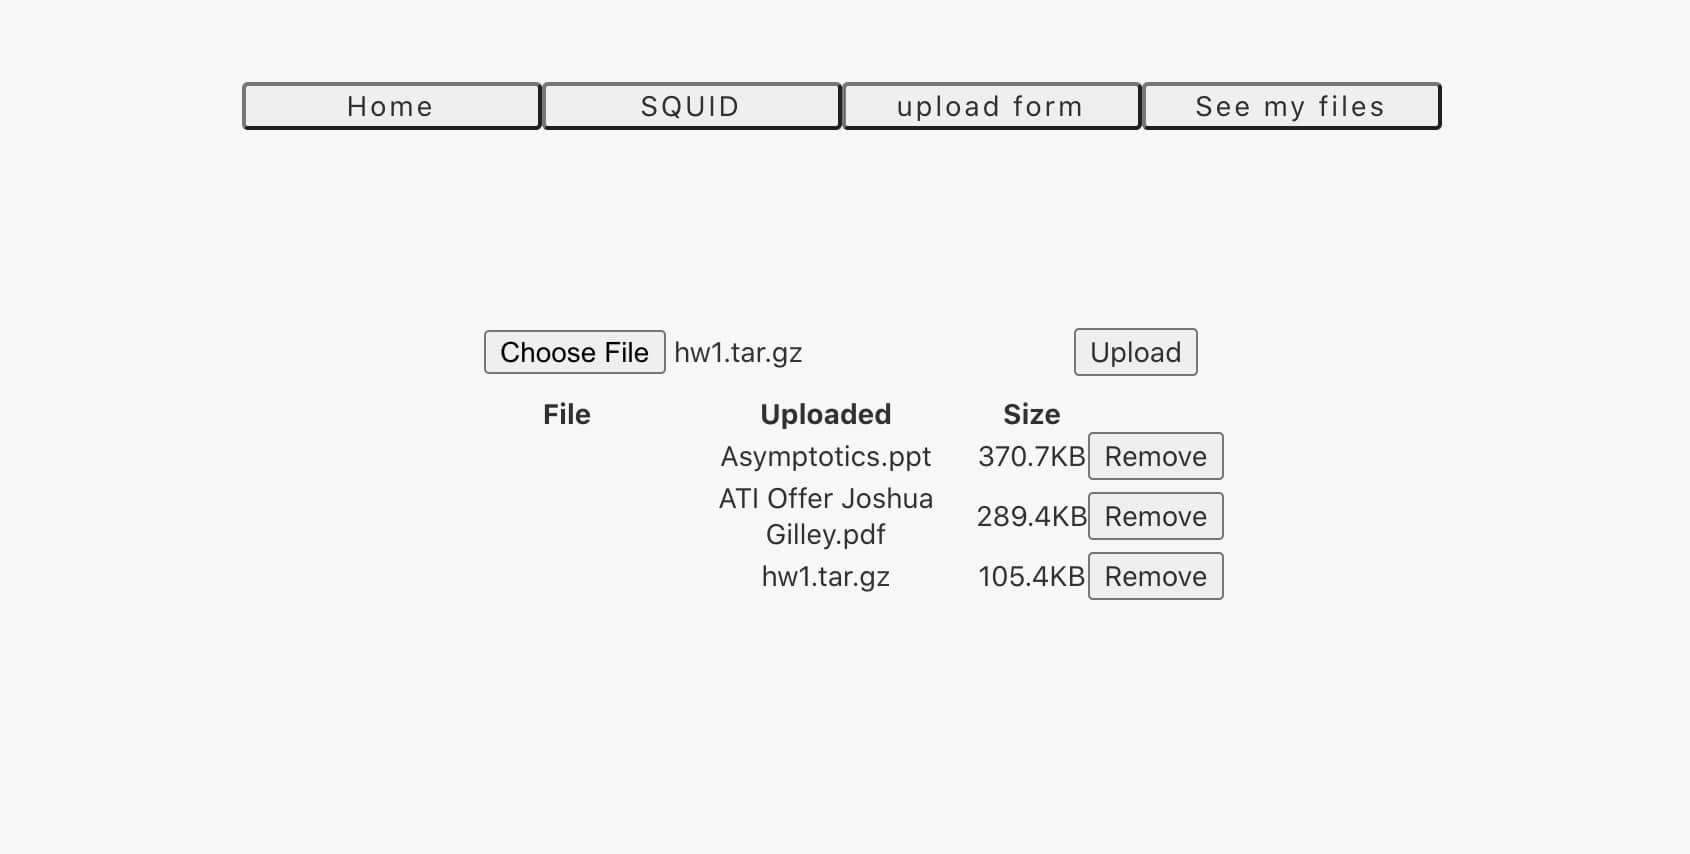 Home SQUID upload form See my files
Choose File hw1.tar.gz Upload
File Uploaded Size
Asymptotics.ppt 370.7KB Remove
ATI Offer Joshua
Gilley.pdf 289.4KB Remove
hw1.tar.gz 105.4KB Remove